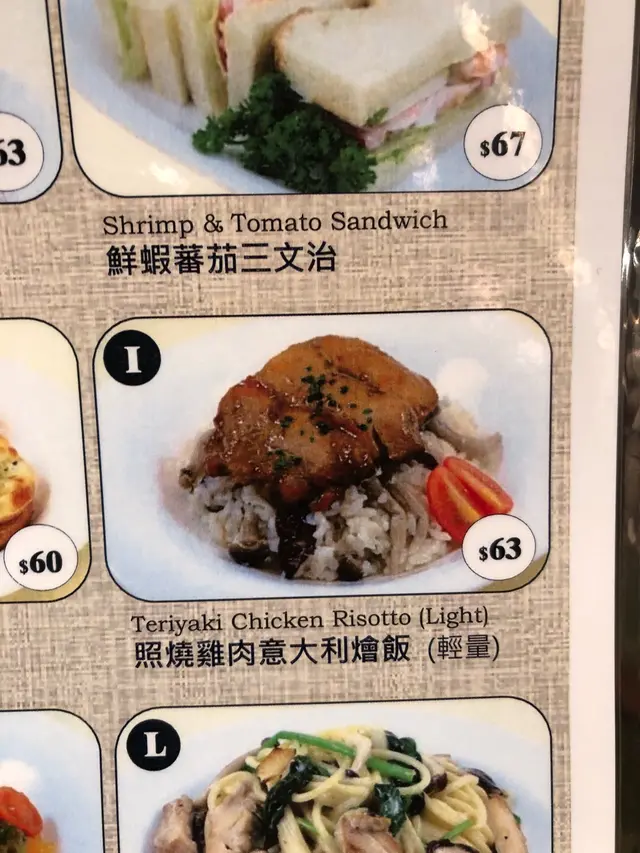 $67
Shrimp & Tomato Sandwich
鮮蝦蕃茄三文治
I
$60
$63
Teriyaki Chicken Risotto (Light)
照燒雞肉意大利燴飯 (輕量)
L